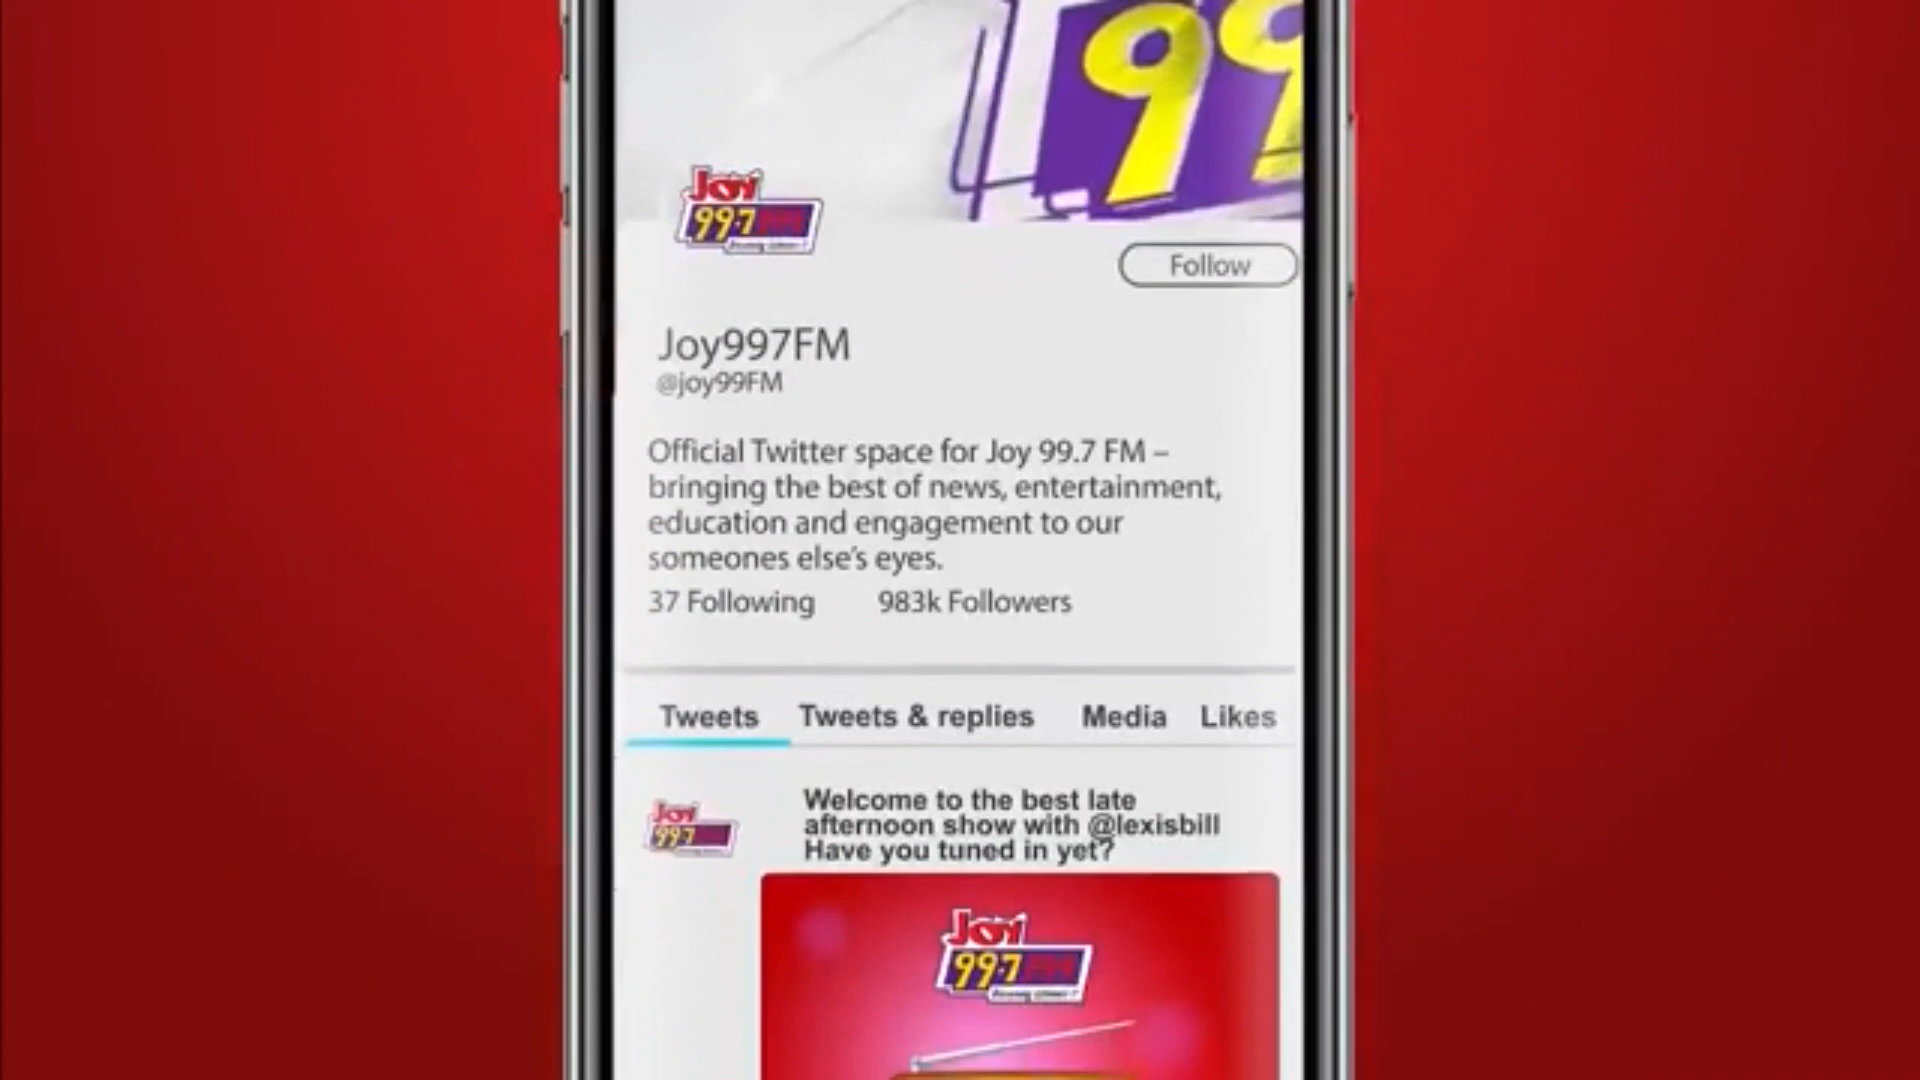 99
Joy
99.7 FM
Follow
Joy997FM
@joy99FM
Official Twitter space for Joy 99.7 FM –
bringing the best of news, entertainment,
education and engagement to our
someones else's eyes.
37 Following 983k Followers
Tweets Tweets & replies Media Likes
Joy
99.7
Welcome to the best late
afternoon show with @lexisbill
Have you tuned in yet?
Joy
99.7 FM